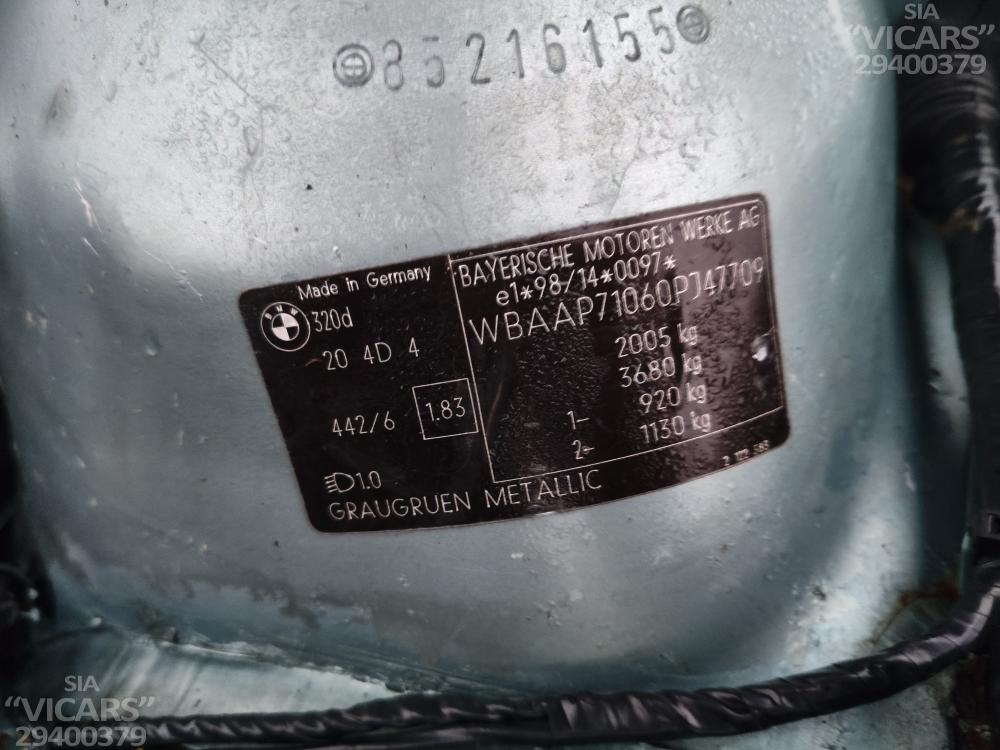 85216155
SIA
“VICARS”
29400379
Made in Germany
BMW
320d
20 4D 4
442/6 1.83
1.0
GRAUGRUEN METALLIC
BAYERISCHE MOTOREN WERKE AG
e1*98/14*0097*
WBAAP71060PJ47709
2005 kg
3680 kg
1- 920 kg
2- 1130 kg
SIA
“VICARS”
29400379